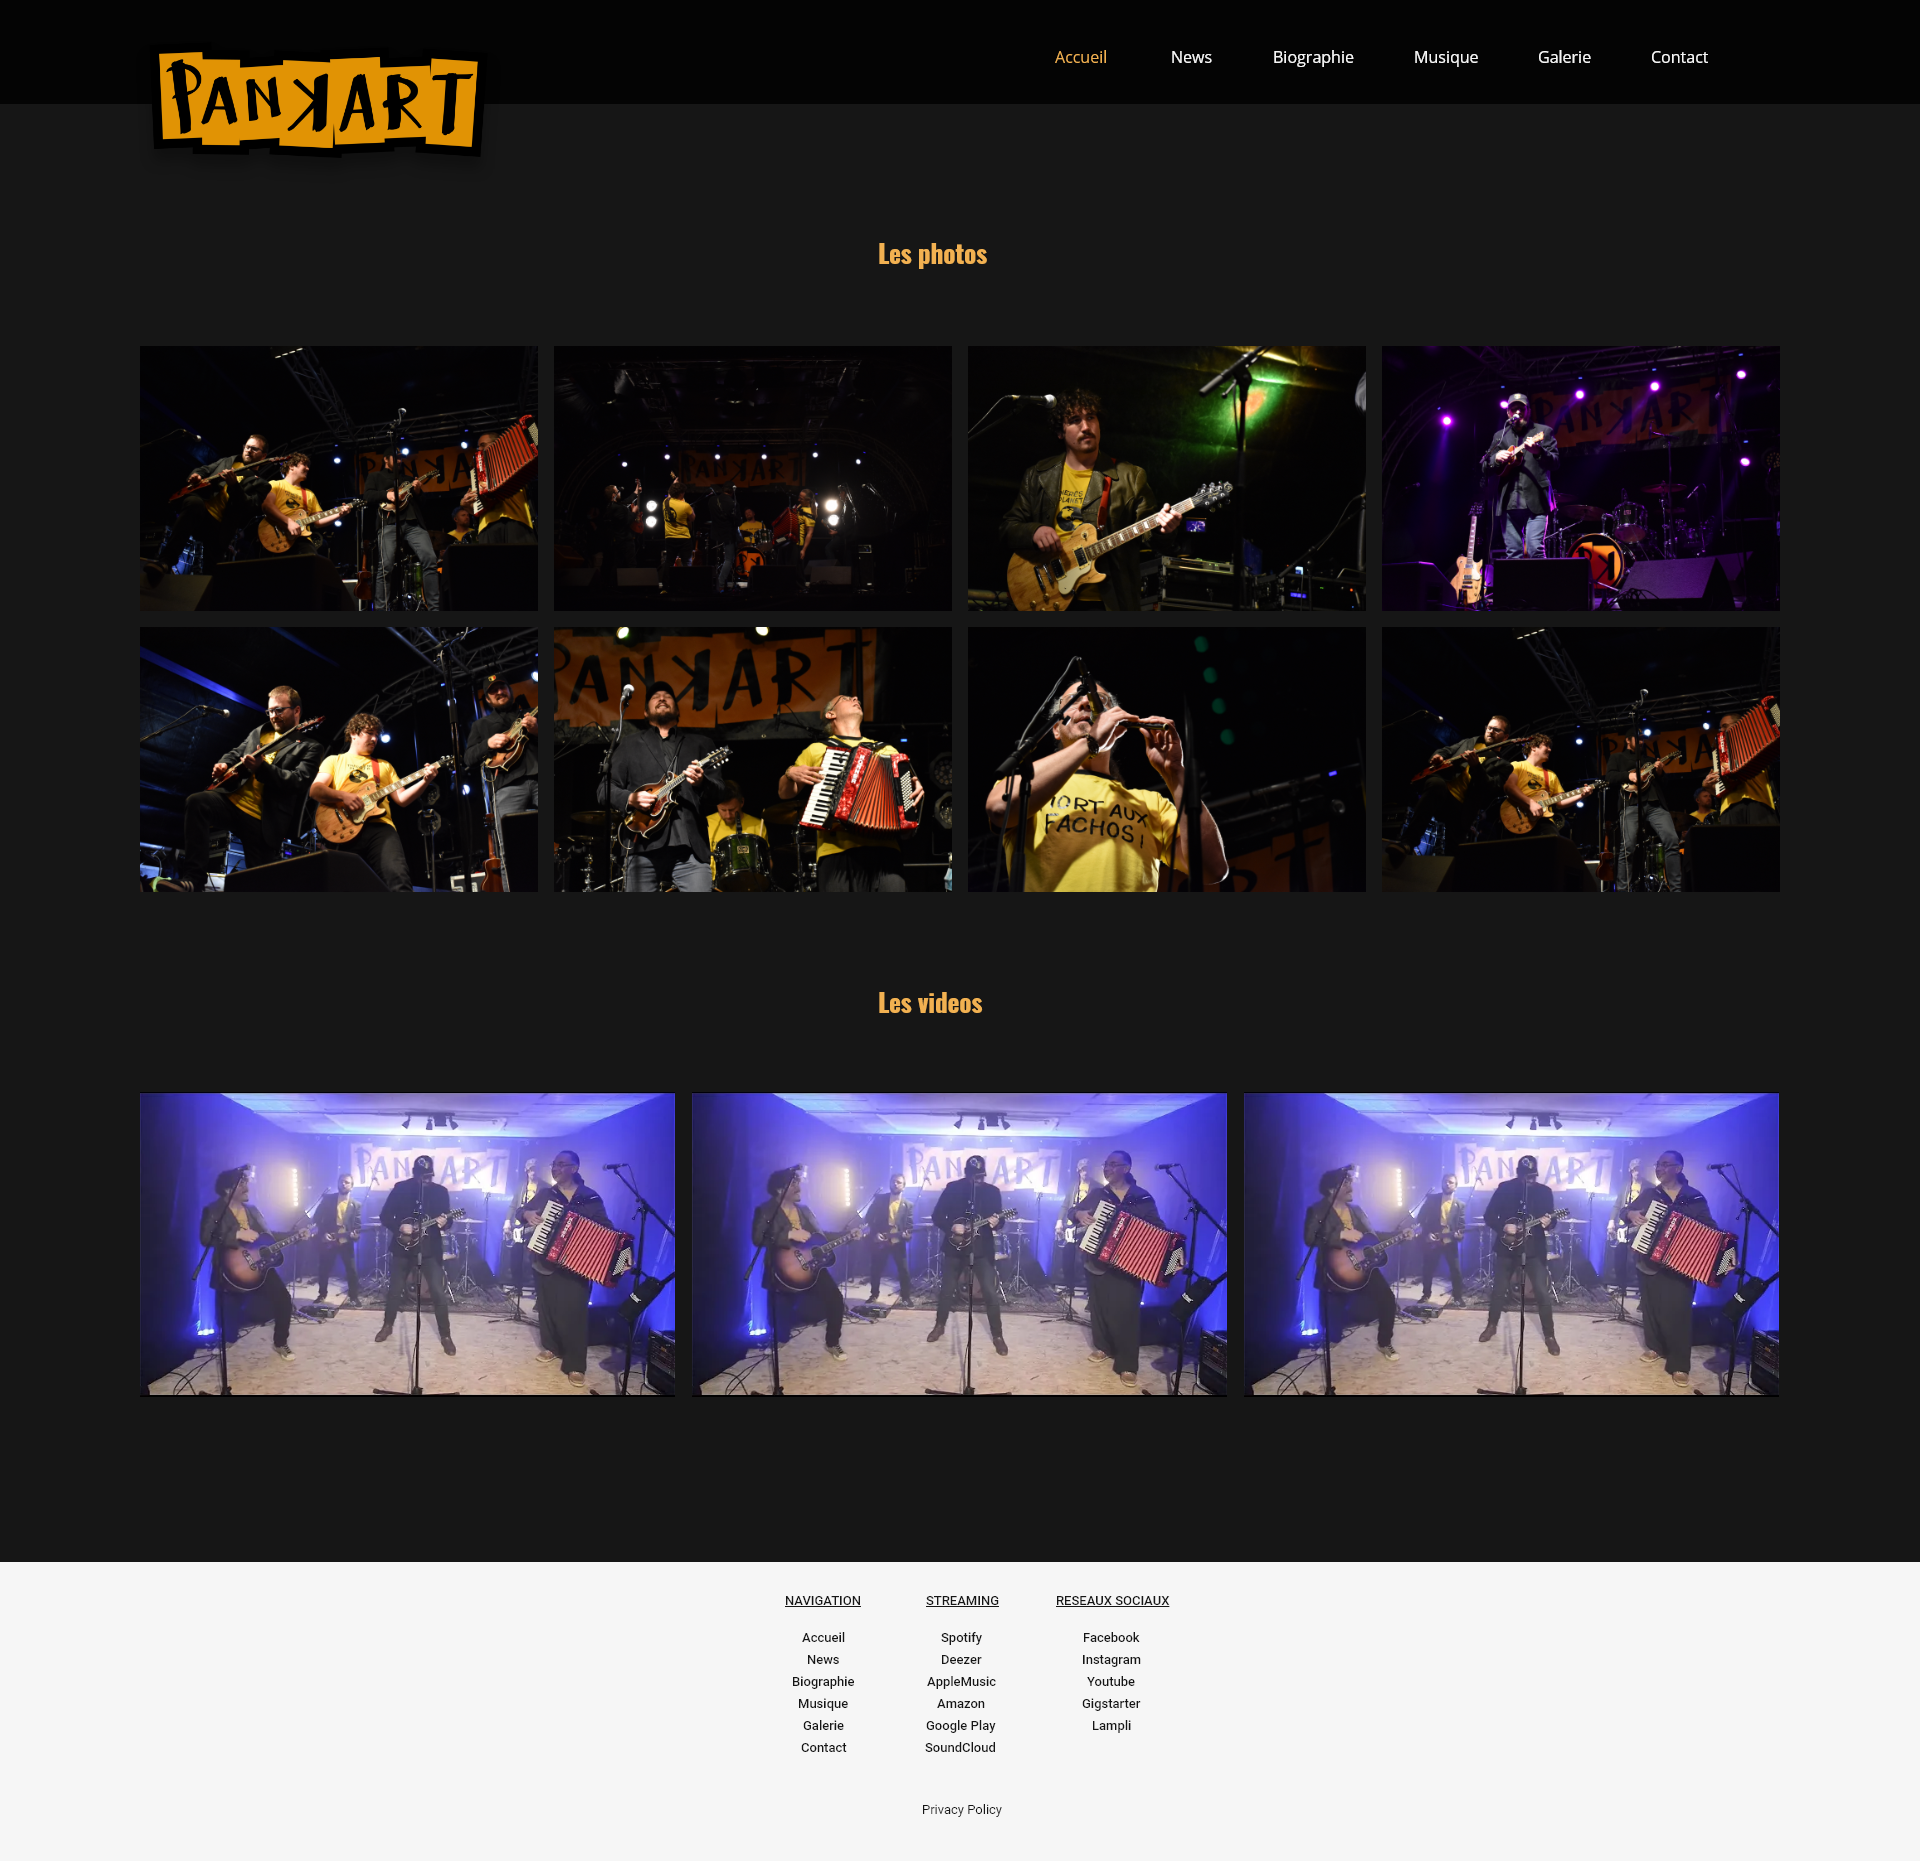 PANKART
Accueil
News
Biographie
Musique
Galerie
Contact
Les photos
PANKART
PANKART
PANKART
MORT AUX
FACHOS !
Les videos
PANKART
PANKART
PANKART
NAVIGATION
Accueil
News
Biographie
Musique
Galerie
Contact
STREAMING
Spotify
Deezer
AppleMusic
Amazon
Google Play
SoundCloud
RESEAUX SOCIAUX
Facebook
Instagram
Youtube
Gigstarter
Lampli
Privacy Policy